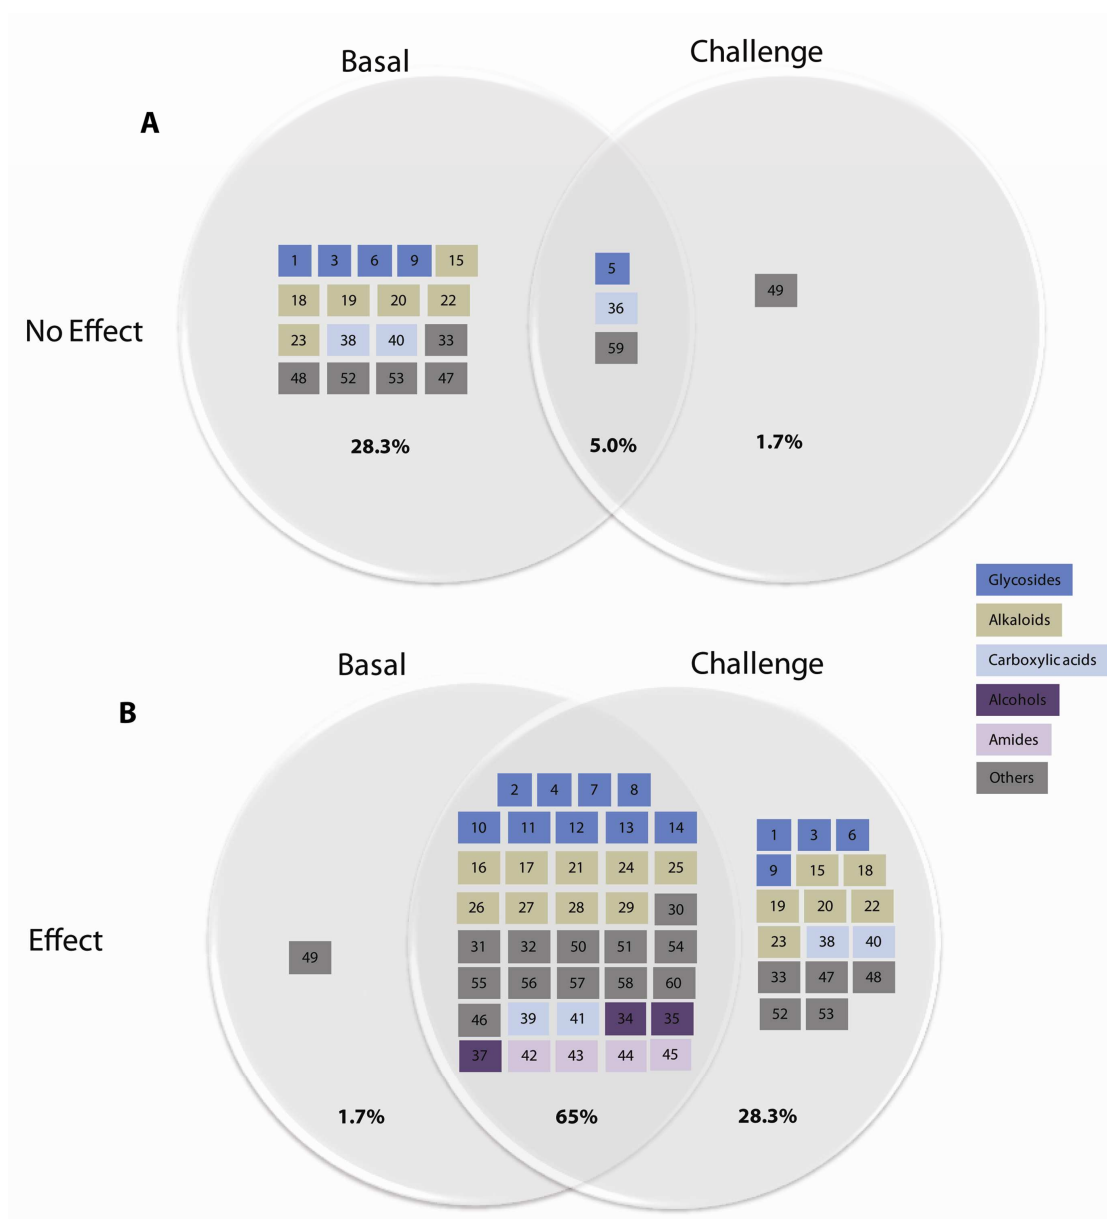 Basal
Challenge
A
1 3 6 9 15
18 19 20 22
23 38 40 33
48 52 53 47
5
36
59
49
No Effect
28.3%
5.0%
1.7%
Glycosides
Alkaloids
Carboxylic acids
Alcohols
Amides
Others
Basal
Challenge
B
2 4 7 8
10 11 12 13 14
16 17 21 24 25
26 27 28 29 30
31 32 50 51 54
55 56 57 58 60
46 39 41 34 35
37 42 43 44 45
1 3 6
9 15 18
19 20 22
23 38 40
33 47 48
52 53
49
Effect
1.7%
65%
28.3%